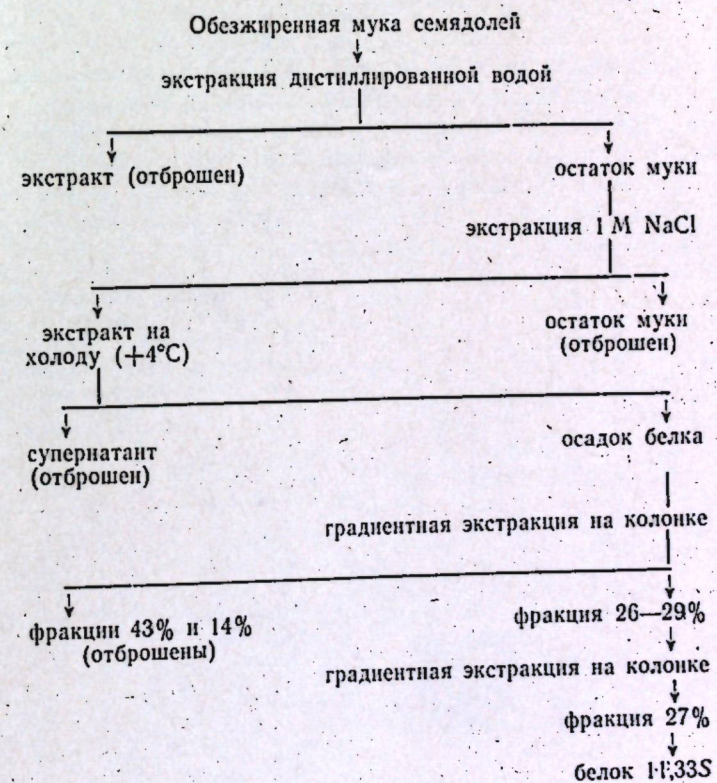 Обезжиренная мука семядолей
экстракция дистиллированной водой
экстракт (отброшен)
остаток муки
экстракция 1 М NaCl
экстракт на
холоду (+4°C)
остаток муки
(отброшен)
супернатант
(отброшен)
осадок белка
градиентная экстракция на колонке
фракции 43% и 14%
(отброшены)
фракция 26—29%
градиентная экстракция на колонке
фракция 27%
белок 11,33S